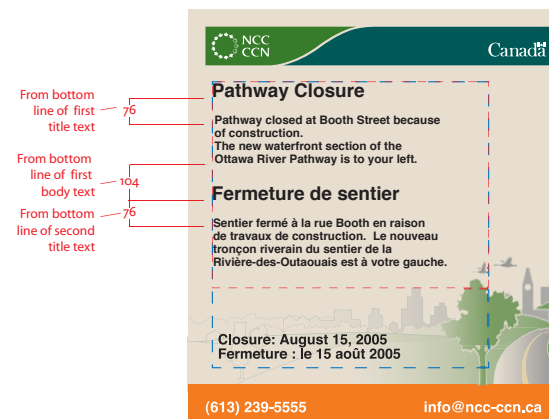 NCC
CCN
Canada
From bottom
line of first
title text
76
From bottom
line of first
body text
104
From bottom
line of second
title text
76
Pathway Closure
Pathway closed at Booth Street because
of construction.
The new waterfront section of the
Ottawa River Pathway is to your left.
Fermeture de sentier
Sentier fermé à la rue Booth en raison
de travaux de construction. Le nouveau
tronçon riverain du sentier de la
Rivière-des-Outaouais est à votre gauche.
Closure: August 15, 2005
Fermeture : le 15 août 2005
(613) 239-5555
info@ncc-ccn.ca